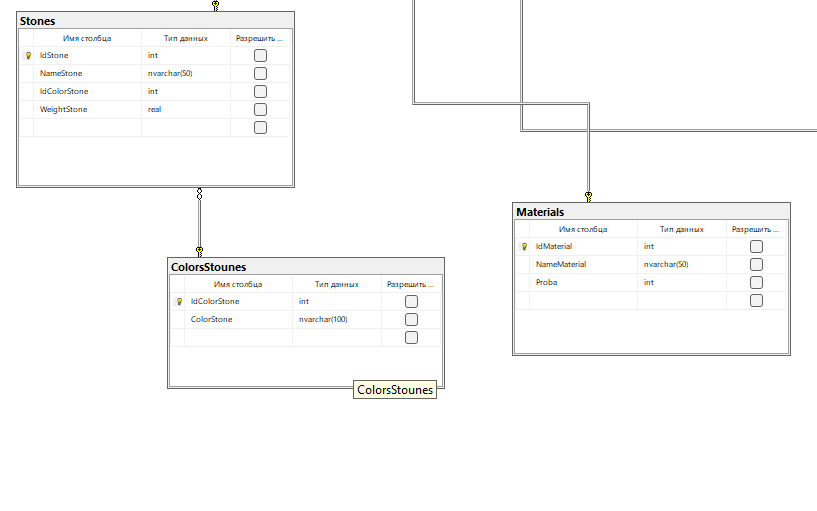 Stones
Имя столбца Тип данных Разрешить ...
IdStone int
NameStone nvarchar(50)
IdColorStone int
WeightStone real
ColorsStounes
Имя столбца Тип данных Разрешить ...
IdColorStone int
ColorStone nvarchar(100)
ColorsStounes
Materials
Имя столбца Тип данных Разрешить ...
IdMaterial int
NameMaterial nvarchar(50)
Proba int